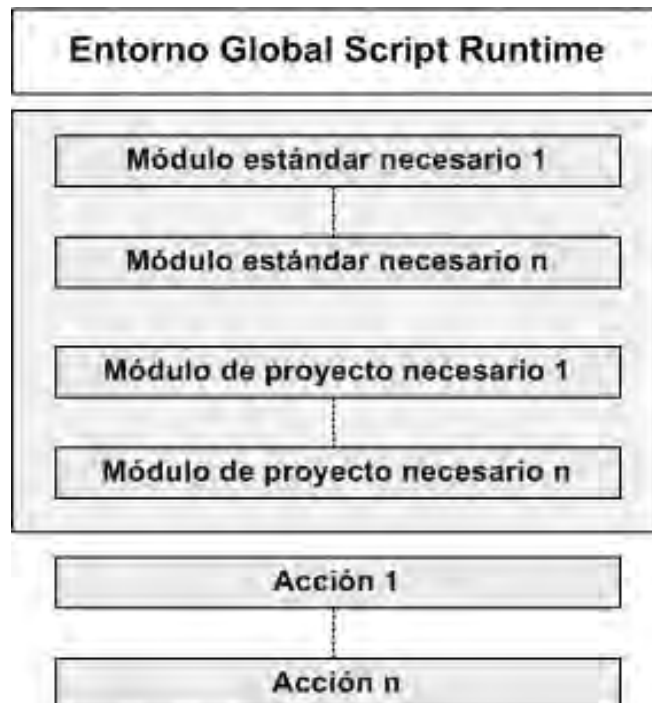 Entorno Global Script Runtime
Módulo estándar necesario 1
Módulo estándar necesario n
Módulo de proyecto necesario 1
Módulo de proyecto necesario n
Acción 1
Acción n